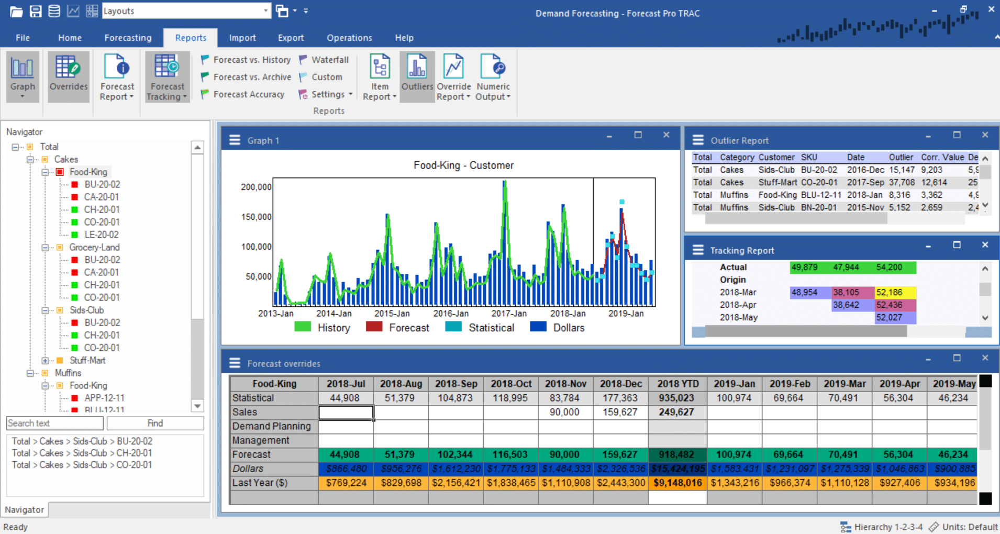 Layouts
Demand Forecasting - Forecast Pro TRAC
File Home Forecasting Reports Import Export Operations Help
Graph
Overrides
Forecast Report
Forecast Tracking
Forecast vs. History
Forecast vs. Archive
Forecast Accuracy
Waterfall
Custom
Settings
Item Report
Outliers
Override Report
Numeric Output
Reports
Navigator
Total
Cakes
Food-King
BU-20-02
CA-20-01
CH-20-01
CO-20-01
LE-20-02
Grocery-Land
BU-20-02
CA-20-01
CH-20-01
CO-20-01
Sids-Club
BU-20-02
CH-20-01
CO-20-01
Stuff-Mart
Muffins
Food-King
APP-12-11
BLU-12-11
Search text Find
Total > Cakes > Sids-Club > BU-20-02
Total > Cakes > Sids-Club > CH-20-01
Total > Cakes > Sids-Club > CO-20-01
Navigator
Ready
Graph 1
Food-King - Customer
200,000
150,000
100,000
50,000
2013-Jan 2014-Jan 2015-Jan 2016-Jan 2017-Jan 2018-Jan 2019-Jan
History Forecast Statistical Dollars
Outlier Report
Total Category Customer SKU Date Outlier Corr. Value De
Total Cakes Sids-Club BU-20-02 2016-Dec 15,147 9,203 5,9
Total Cakes Stuff-Mart CO-20-01 2017-Sep 37,708 12,614 25
Total Muffins Food-King BLU-12-11 2018-Jan 8,316 3,362 4,9
Total Muffins Sids-Club BN-20-01 2015-Nov 5,152 2,659 2,4
Tracking Report
Actual 49,879 47,944 54,200
Origin
2018-Mar 48,954 38,105 52,186
2018-Apr 38,642 52,436
2018-May 52,027
Forecast overrides
Food-King 2018-Jul 2018-Aug 2018-Sep 2018-Oct 2018-Nov 2018-Dec 2018 YTD 2019-Jan 2019-Feb 2019-Mar 2019-Apr 2019-May
Statistical 44,908 51,379 104,873 118,995 83,784 177,363 935,023 100,974 69,664 70,491 56,304 46,234
Sales 90,000 159,627 249,627
Demand Planning
Management
Forecast 44,908 51,379 102,344 116,503 90,000 159,627 918,482 100,974 69,664 70,491 56,304 46,234
Dollars $866,480 $956,276 $1,612,230 $1,775,133 $1,484,333 $2,326,536 $15,424,195 $1,583,431 $1,231,097 $1,275,339 $1,046,863 $900,885
Last Year ($) $769,224 $829,698 $2,156,421 $1,838,465 $1,110,908 $2,443,300 $9,148,016 $1,343,216 $966,374 $1,110,128 $927,406 $934,196
Hierarchy 1-2-3-4 Units: Default